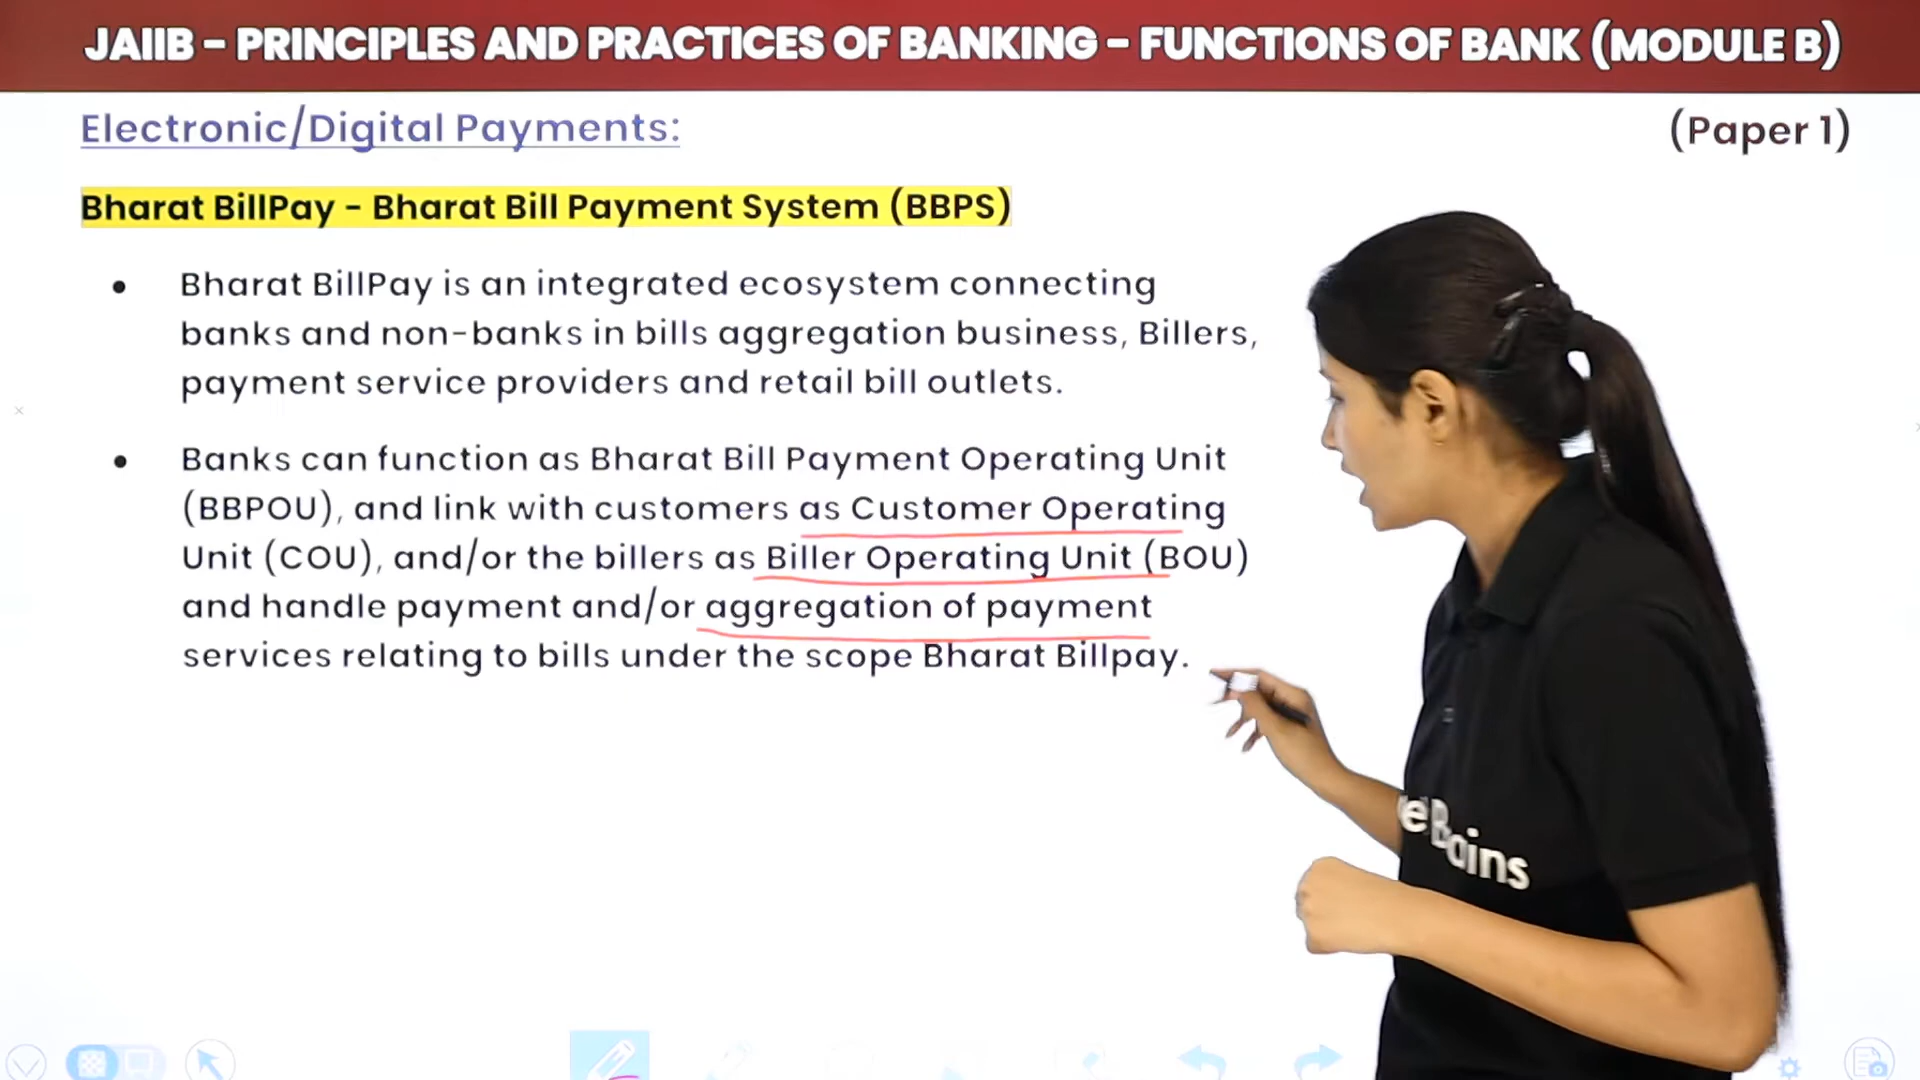 JAIIB - PRINCIPLES AND PRACTICES OF BANKING - FUNCTIONS OF BANK (MODULE B)
Electronic/Digital Payments:
(Paper 1)
Bharat BillPay - Bharat Bill Payment System (BBPS)
• Bharat BillPay is an integrated ecosystem connecting
banks and non-banks in bills aggregation business, Billers,
payment service providers and retail bill outlets.
• Banks can function as Bharat Bill Payment Operating Unit
(BBPOU), and link with customers as Customer Operating
Unit (COU), and/or the billers as Biller Operating Unit (BOU)
and handle payment and/or aggregation of payment
services relating to bills under the scope Bharat Billpay.